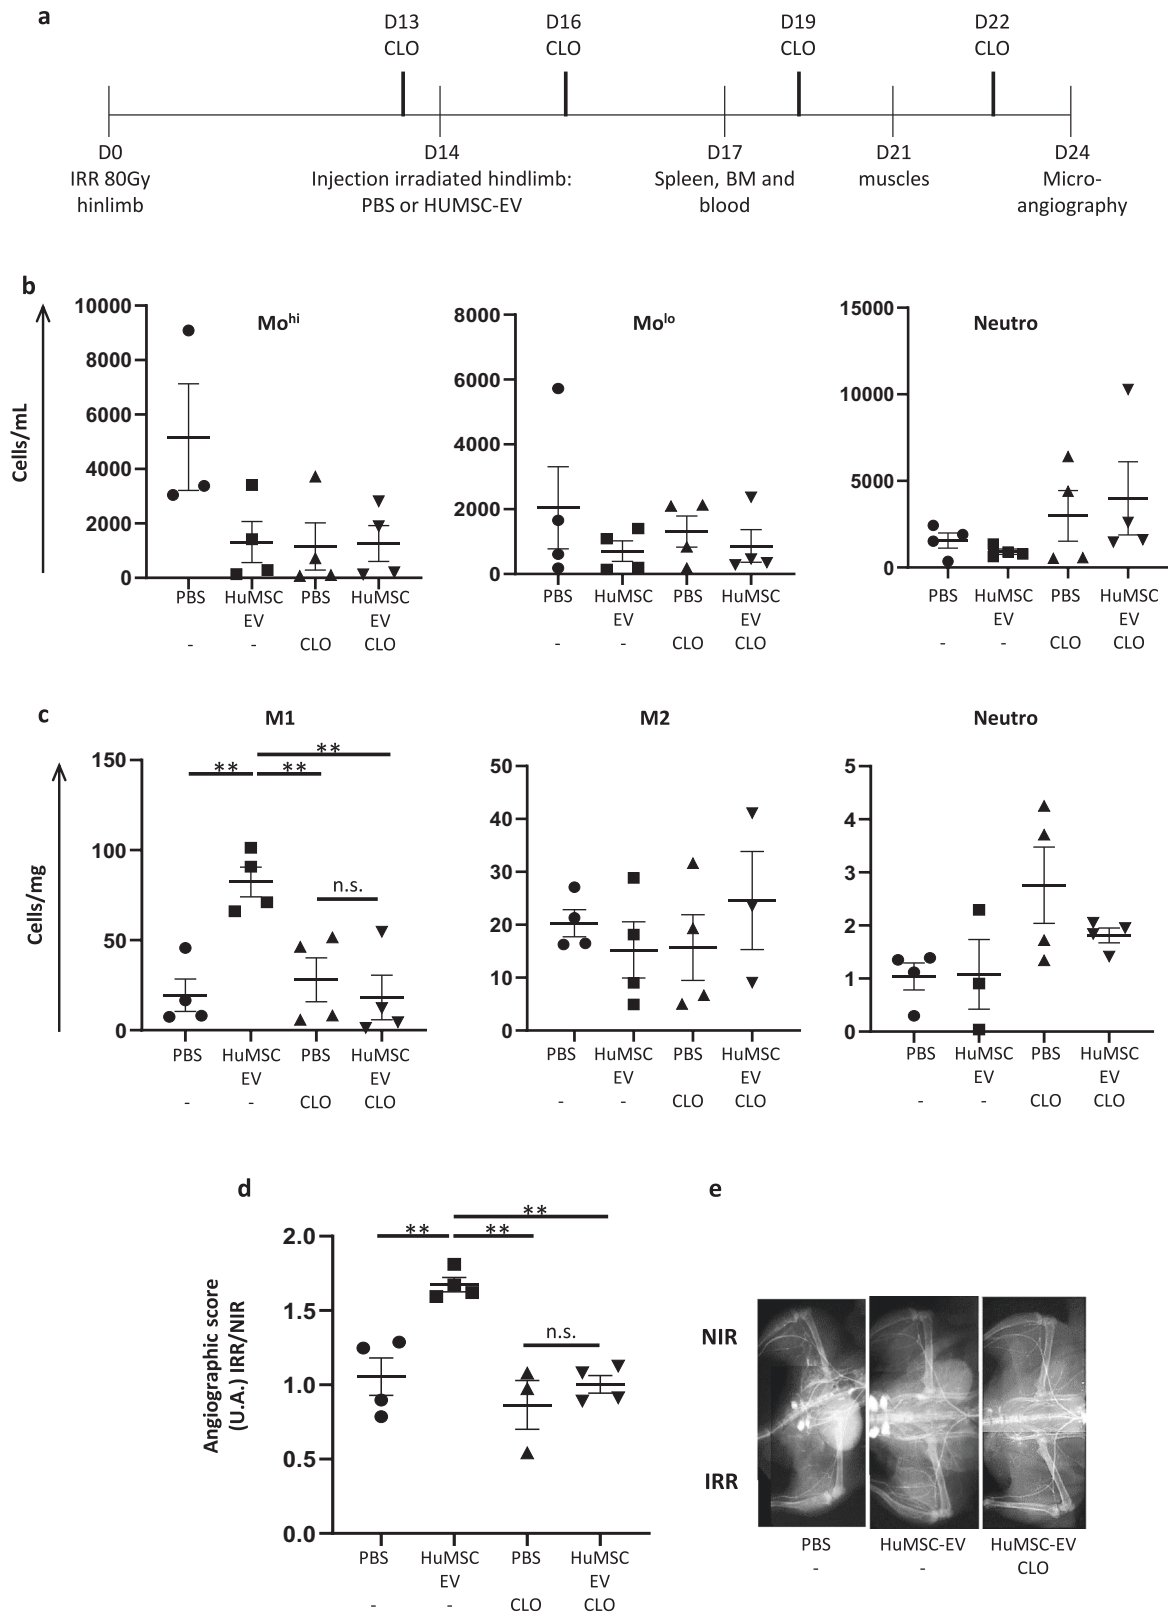 a
D13 D16 D19 D22
CLO CLO CLO CLO
D0 D14 D17 D21 D24
IRR 80Gy Injection irradiated hindlimb: Spleen, BM and muscles Micro-
hinlimb PBS or HUMSC-EV blood angiography
b
Cells/mL
Mohi
10000
8000
6000
4000
2000
0
PBS HuMSC PBS HuMSC
EV EV
- - CLO CLO
Molo
8000
6000
4000
2000
0
PBS HuMSC PBS HuMSC
EV EV
- - CLO CLO
Neutro
15000
10000
5000
0
PBS HuMSC PBS HuMSC
EV EV
- - CLO CLO
c
Cells/mg
M1
** 
** **
n.s.
150
100
50
0
PBS HuMSC PBS HuMSC
EV EV
- - CLO CLO
M2
50
40
30
20
10
0
PBS HuMSC PBS HuMSC
EV EV
- - CLO CLO
Neutro
5
4
3
2
1
0
PBS HuMSC PBS HuMSC
EV EV
- - CLO CLO
d
Angiographic score
(U.A.) IRR/NIR
**
** **
n.s.
2.0
1.5
1.0
0.5
0.0
PBS HuMSC PBS HuMSC
EV EV
- - CLO CLO
e
NIR
IRR
PBS HuMSC-EV HuMSC-EV
- - CLO